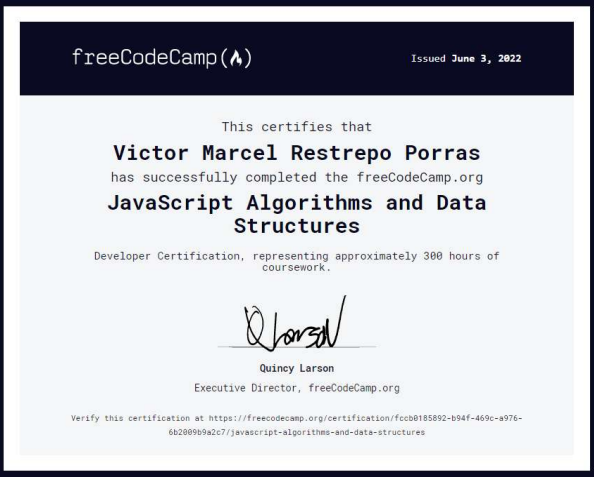 freeCodeCamp(🔥)
Issued June 3, 2022
This certifies that
Victor Marcel Restrepo Porras
has successfully completed the freeCodeCamp.org
JavaScript Algorithms and Data
Structures
Developer Certification, representing approximately 300 hours of
coursework.
Q Larson
Quincy Larson
Executive Director, freeCodeCamp.org
Verify this certification at https://freecodecamp.org/certification/fccb0185892-b94f-469c-a976-
6b2009b9a2c7/javascript-algorithms-and-data-structures